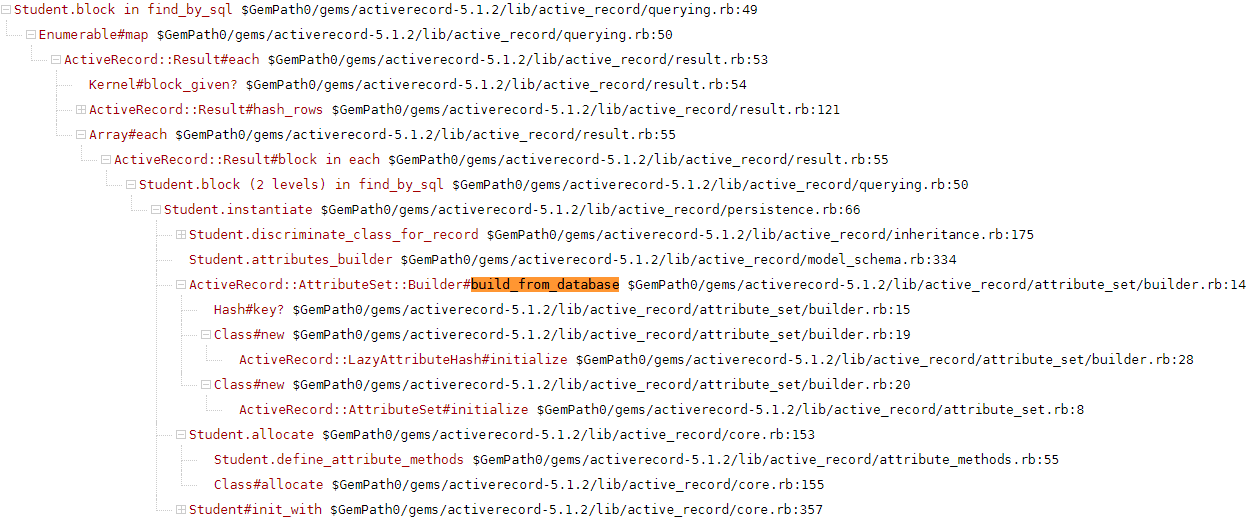 Student.block in find_by_sql $GemPath0/gems/activerecord-5.1.2/lib/active_record/querying.rb:49
Enumerable#map $GemPath0/gems/activerecord-5.1.2/lib/active_record/querying.rb:50
ActiveRecord::Result#each $GemPath0/gems/activerecord-5.1.2/lib/active_record/result.rb:53
Kernel#block_given? $GemPath0/gems/activerecord-5.1.2/lib/active_record/result.rb:54
ActiveRecord::Result#hash_rows $GemPath0/gems/activerecord-5.1.2/lib/active_record/result.rb:121
Array#each $GemPath0/gems/activerecord-5.1.2/lib/active_record/result.rb:55
ActiveRecord::Result#block in each $GemPath0/gems/activerecord-5.1.2/lib/active_record/result.rb:55
Student.block (2 levels) in find_by_sql $GemPath0/gems/activerecord-5.1.2/lib/active_record/querying.rb:50
Student.instantiate $GemPath0/gems/activerecord-5.1.2/lib/active_record/persistence.rb:66
Student.discriminate_class_for_record $GemPath0/gems/activerecord-5.1.2/lib/active_record/inheritance.rb:175
Student.attributes_builder $GemPath0/gems/activerecord-5.1.2/lib/active_record/model_schema.rb:334
ActiveRecord::AttributeSet::Builder#build_from_database $GemPath0/gems/activerecord-5.1.2/lib/active_record/attribute_set/builder.rb:14
Hash#key? $GemPath0/gems/activerecord-5.1.2/lib/active_record/attribute_set/builder.rb:15
Class#new $GemPath0/gems/activerecord-5.1.2/lib/active_record/attribute_set/builder.rb:19
ActiveRecord::LazyAttributeHash#initialize $GemPath0/gems/activerecord-5.1.2/lib/active_record/attribute_set/builder.rb:28
Class#new $GemPath0/gems/activerecord-5.1.2/lib/active_record/attribute_set/builder.rb:20
ActiveRecord::AttributeSet#initialize $GemPath0/gems/activerecord-5.1.2/lib/active_record/attribute_set.rb:8
Student.allocate $GemPath0/gems/activerecord-5.1.2/lib/active_record/core.rb:153
Student.define_attribute_methods $GemPath0/gems/activerecord-5.1.2/lib/active_record/attribute_methods.rb:55
Class#allocate $GemPath0/gems/activerecord-5.1.2/lib/active_record/core.rb:155
Student#init_with $GemPath0/gems/activerecord-5.1.2/lib/active_record/core.rb:357